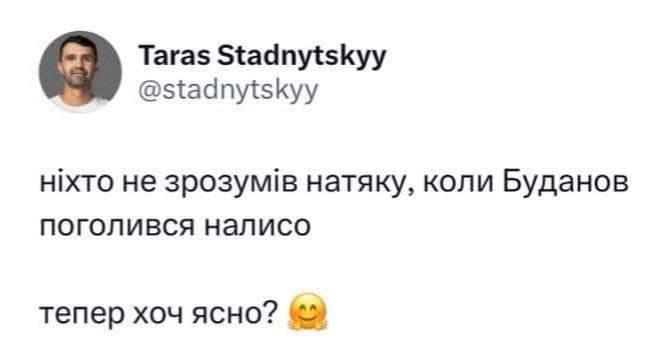 Taras Stadnytskyy
@stadnytskyy
ніхто не зрозумів натяку, коли Буданов
поголився налисо
тепер хоч ясно? 🤗